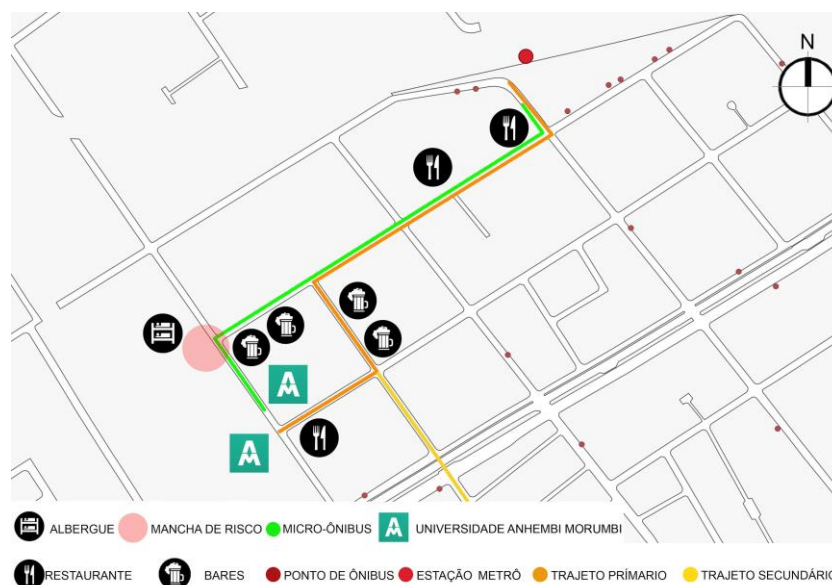 N
ALBERGUE MANCHA DE RISCO MICRO-ÔNIBUS UNIVERSIDADE ANHEMBI MORUMBI
RESTAURANTE BARES PONTO DE ÔNIBUS ESTAÇÃO METRÔ TRAJETO PRÍMARIO TRAJETO SECUNDÁRIO